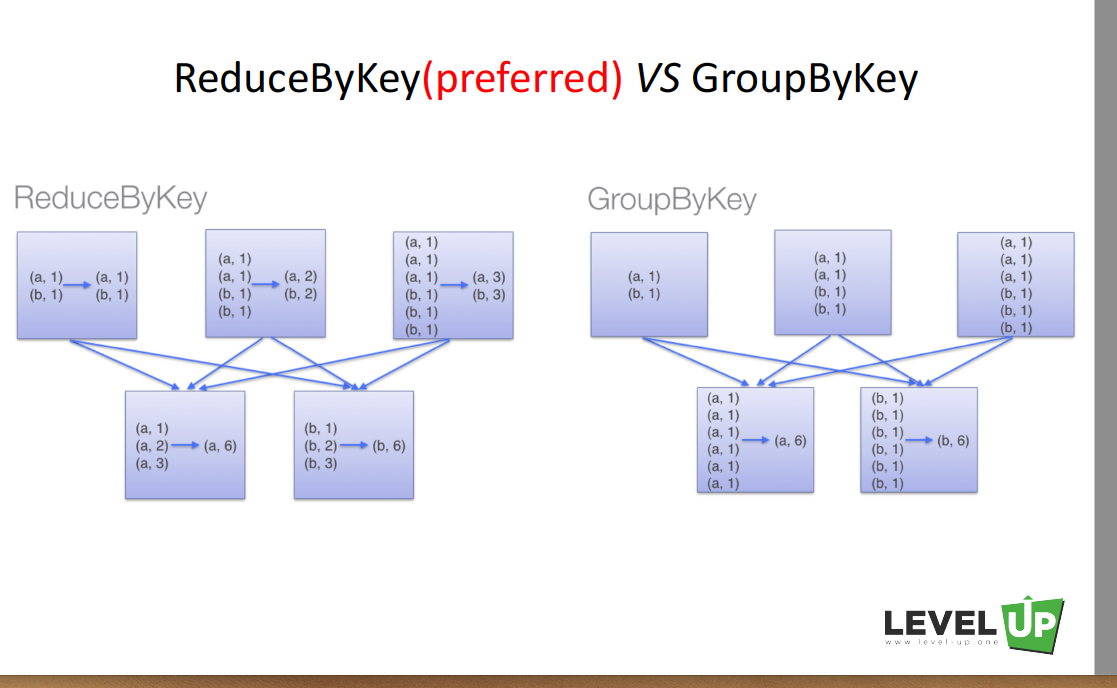 ReduceByKey(preferred) VS GroupByKey
ReduceByKey
(a, 1) (a, 1)
(b, 1) (b, 1)
(a, 1)
(a, 1) (a, 2)
(b, 1) (b, 2)
(b, 1)
(a, 1)
(a, 1)
(a, 1) (a, 3)
(b, 1) (b, 3)
(b, 1)
(b, 1)
(a, 1)
(a, 2) (a, 6)
(a, 3)
(b, 1)
(b, 2) (b, 6)
(b, 3)
GroupByKey
(a, 1)
(b, 1)
(a, 1)
(a, 1)
(b, 1)
(b, 1)
(a, 1)
(a, 1)
(a, 1)
(b, 1)
(b, 1)
(b, 1)
(a, 1)
(a, 1)
(a, 1) (a, 6)
(a, 1)
(a, 1)
(a, 1)
(b, 1)
(b, 1)
(b, 1) (b, 6)
(b, 1)
(b, 1)
(b, 1)
LEVEL UP
www.level-up.one